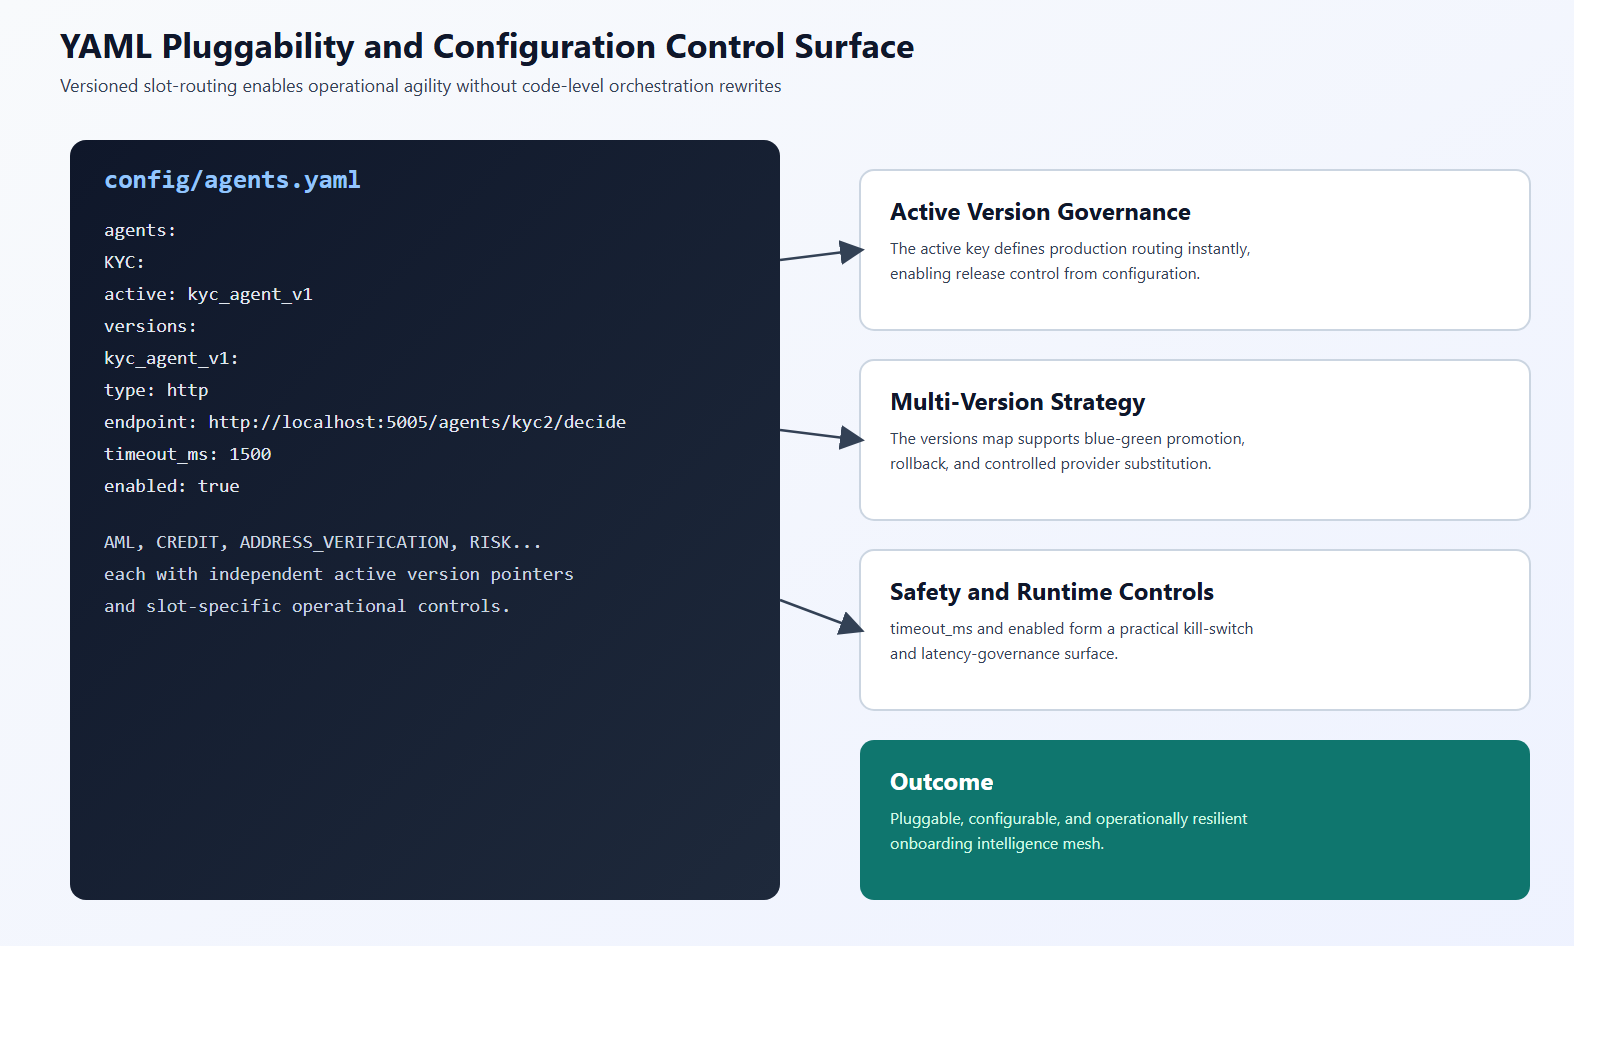 YAML Pluggability and Configuration Control Surface
Versioned slot-routing enables operational agility without code-level orchestration rewrites
config/agents.yaml
agents:
KYC:
active: kyc_agent_v1
versions:
kyc_agent_v1:
type: http
endpoint: http://localhost:5005/agents/kyc2/decide
timeout_ms: 1500
enabled: true
AML, CREDIT, ADDRESS_VERIFICATION, RISK...
each with independent active version pointers
and slot-specific operational controls.
Active Version Governance
The active key defines production routing instantly,
enabling release control from configuration.
Multi-Version Strategy
The versions map supports blue-green promotion,
rollback, and controlled provider substitution.
Safety and Runtime Controls
timeout_ms and enabled form a practical kill-switch
and latency-governance surface.
Outcome
Pluggable, configurable, and operationally resilient
onboarding intelligence mesh.